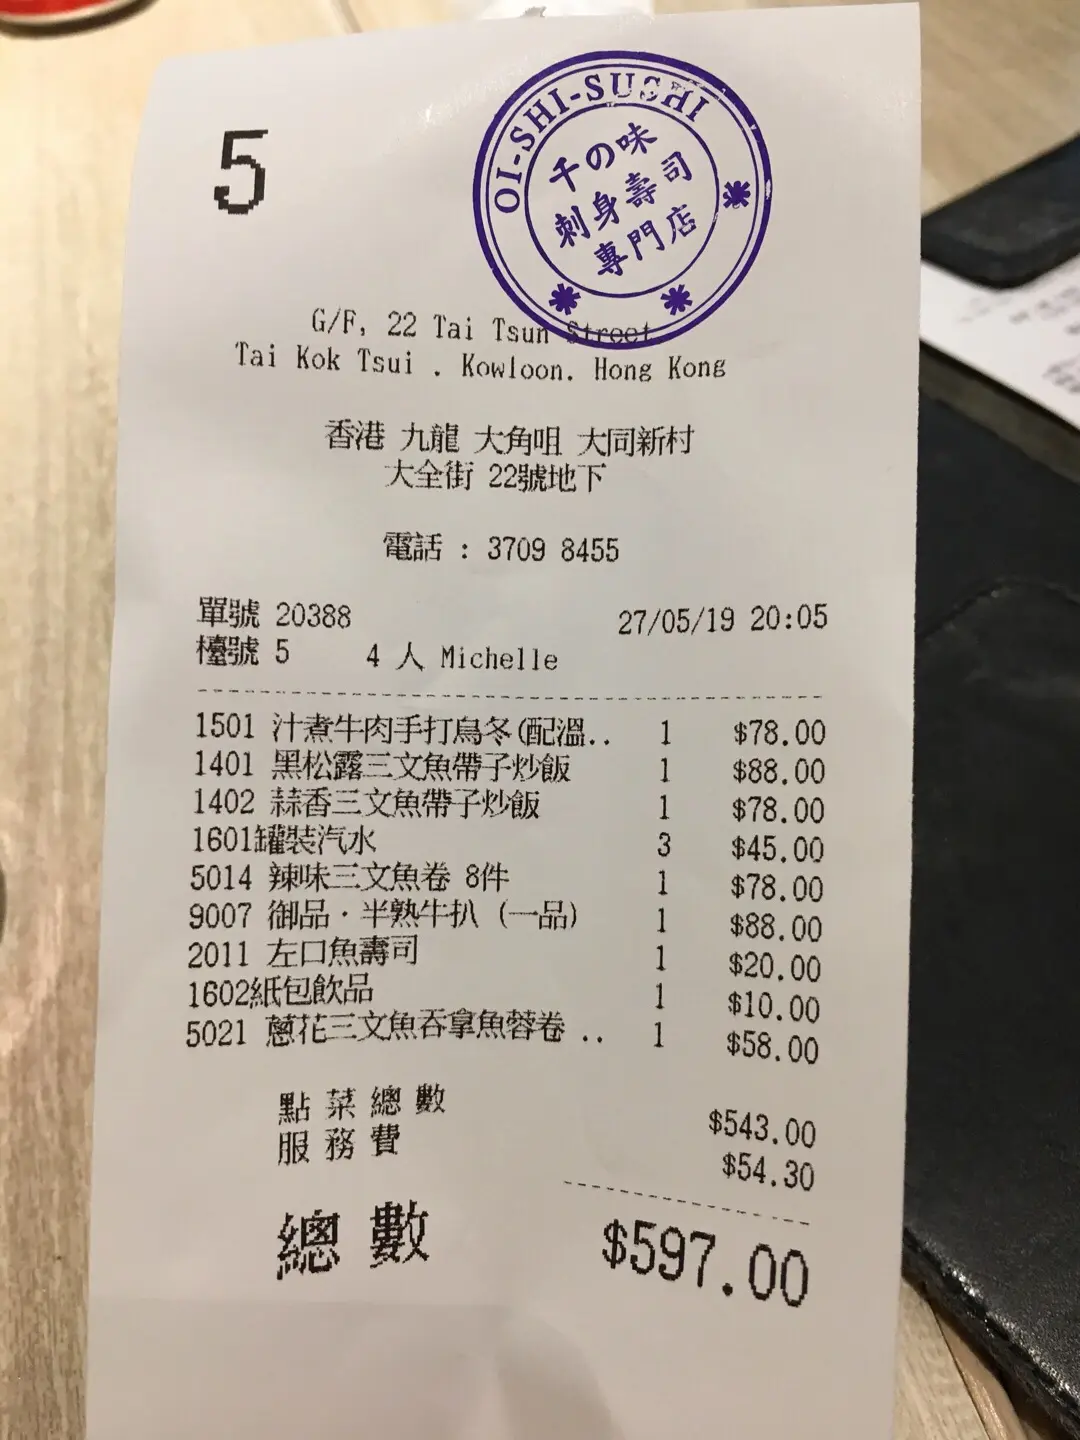 5
OI-SHI-SUSHI
千の味
刺身壽司
專門店
G/F, 22 Tai Tsun Street
Tai Kok Tsui . Kowloon. Hong Kong
香港 九龍 大角咀 大同新村
大全街 22號地下
電話 : 3709 8455
單號 20388 27/05/19 20:05
檯號 5 4 人 Michelle
1501 汁煮牛肉手打烏冬(配溫.. 1 $78.00
1401 黑松露三文魚帶子炒飯 1 $88.00
1402 蒜香三文魚帶子炒飯 1 $78.00
1601罐裝汽水 3 $45.00
5014 辣味三文魚卷 8件 1 $78.00
9007 御品·半熟牛扒 (一品) 1 $88.00
2011 左口魚壽司 1 $20.00
1602紙包飲品 1 $10.00
5021 蔥花三文魚吞拿魚蓉卷 .. 1 $58.00
點菜總數 $543.00
服務費 $54.30
總數 $597.00